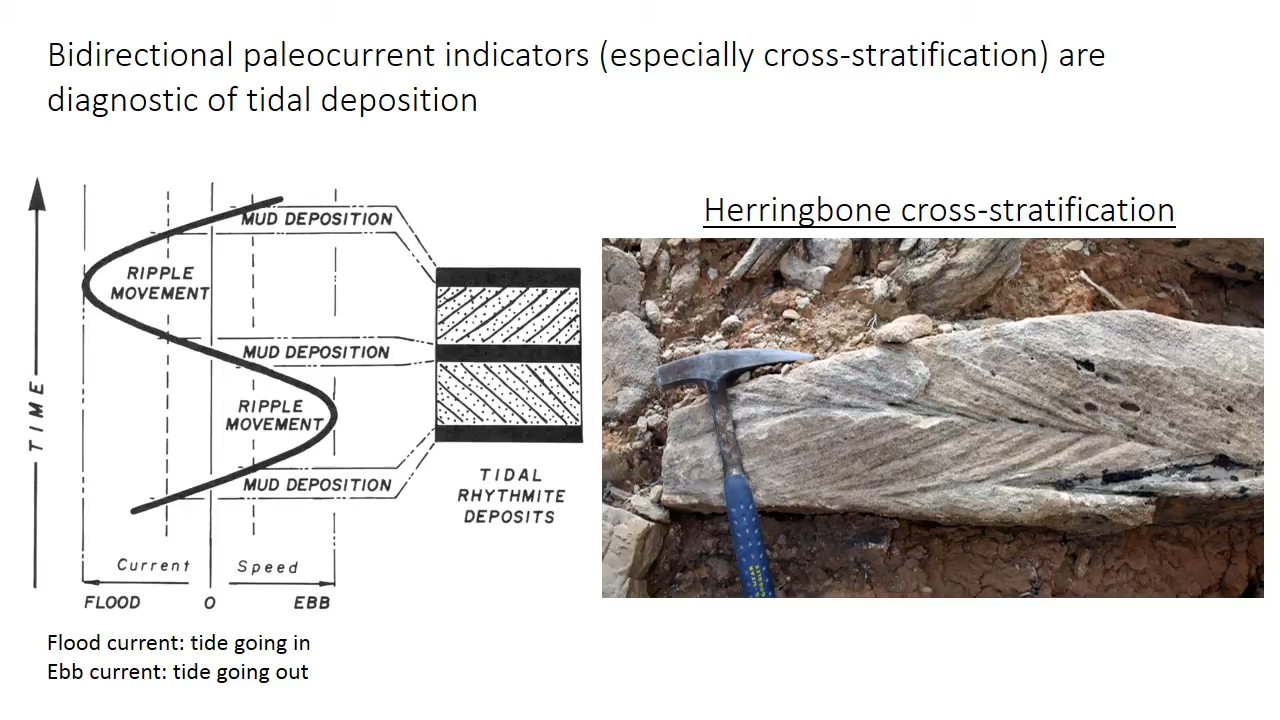 Bidirectional paleocurrent indicators (especially cross-stratification) are
diagnostic of tidal deposition
TIME
MUD DEPOSITION
RIPPLE
MOVEMENT
MUD DEPOSITION
RIPPLE
MOVEMENT
MUD DEPOSITION
Current Speed
FLOOD O EBB
TIDAL
RHYTHMITE
DEPOSITS
Flood current: tide going in
Ebb current: tide going out
Herringbone cross-stratification
WEAR
GOGGLES